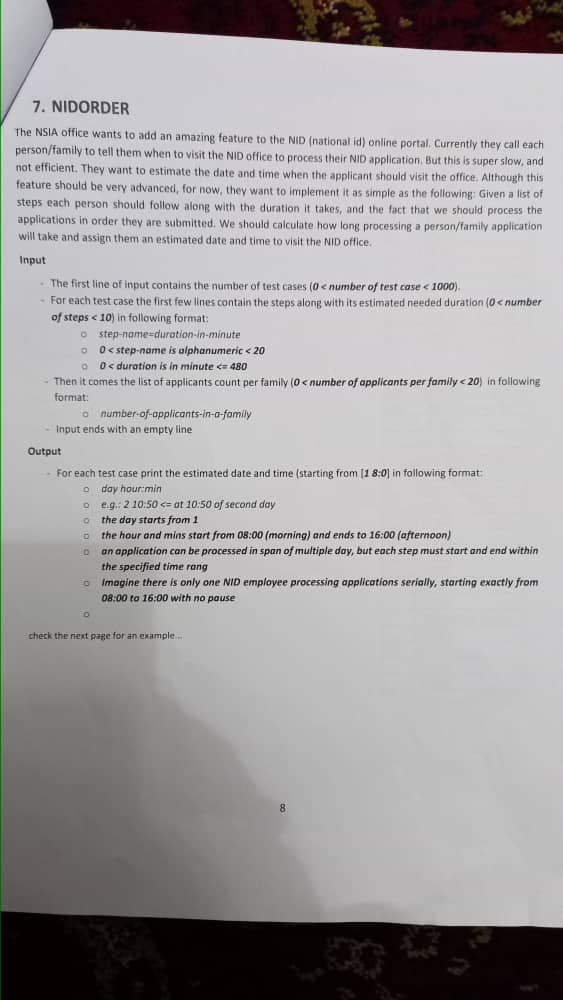 7. NIDORDER
The NSIA office wants to add an amazing feature to the NID (national id) online portal. Currently they call each
person/family to tell them when to visit the NID office to process their NID application. But this is super slow, and
not efficient. They want to estimate the date and time when the applicant should visit the office. Although this
feature should be very advanced, for now, they want to implement it as simple as the following: Given a list of
steps each person should follow along with the duration it takes, and the fact that we should process the
applications in order they are submitted. We should calculate how long processing a person/family application
will take and assign them an estimated date and time to visit the NID office.
Input
- The first line of input contains the number of test cases (0 < number of test case < 1000).
- For each test case the first few lines contain the steps along with its estimated needed duration (0 < number
of steps < 10) in following format:
o step-name=duration-in-minute
o 0 < step-name is alphanumeric < 20
o 0 < duration is in minute <= 480
- Then it comes the list of applicants count per family (0 < number of applicants per family < 20) in following
format:
o number-of-applicants-in-a-family
- Input ends with an empty line
Output
- For each test case print the estimated date and time (starting from [1 8:0] in following format:
o day hour:min
o e.g.: 2 10:50 <= at 10:50 of second day
o the day starts from 1
o the hour and mins start from 08:00 (morning) and ends to 16:00 (afternoon)
o an application can be processed in span of multiple day, but each step must start and end within
the specified time rang
o Imagine there is only one NID employee processing applications serially, starting exactly from
08:00 to 16:00 with no pause
o
check the next page for an example...
8